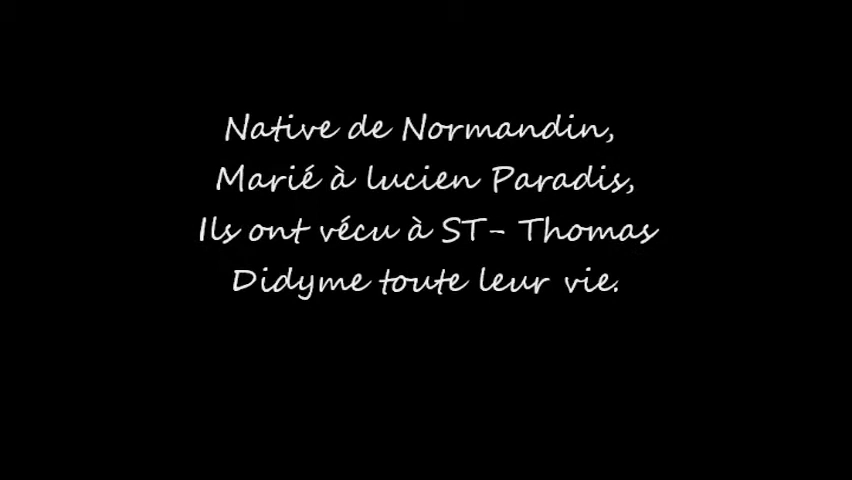 Native de Normandin,
Marié à lucien Paradis,
Ils ont vécu à ST- Thomas
Didyme toute leur vie.